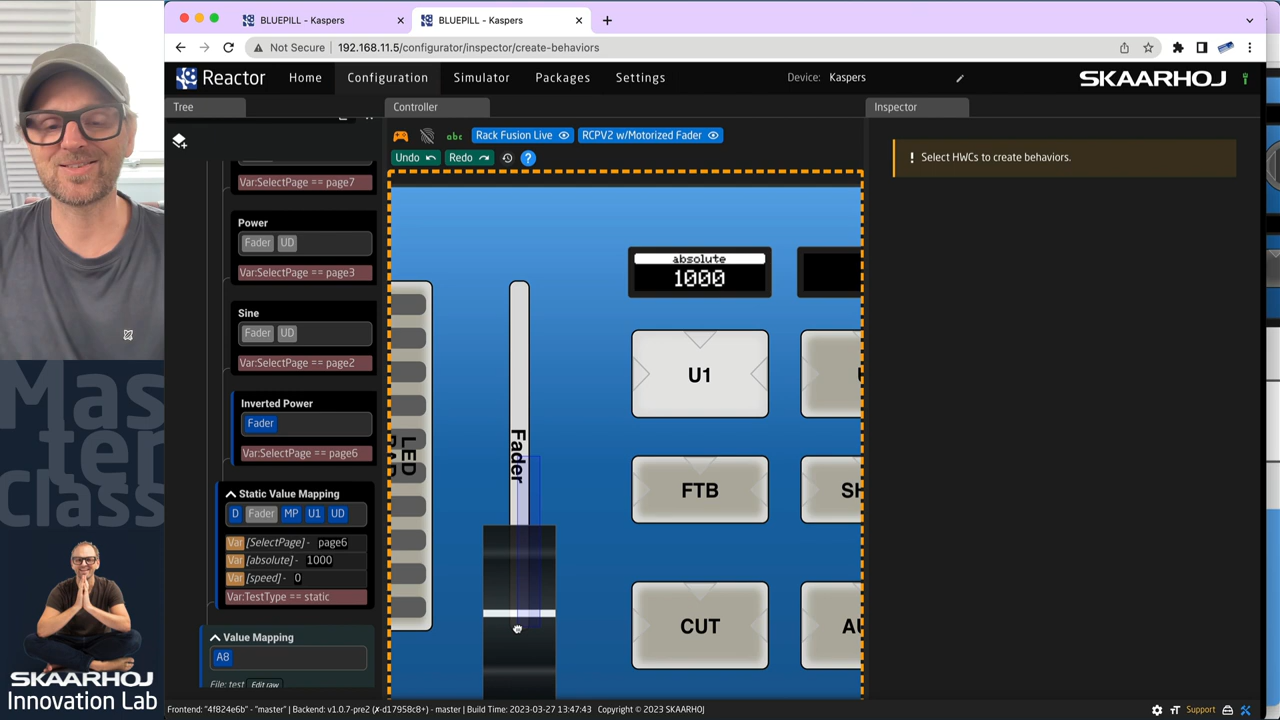 BLUEPILL - Kaspers
BLUEPILL - Kaspers
Not Secure 192.168.11.5/configurator/inspector/create-behaviors
Reactor Home Configuration Simulator Packages Settings Device: Kaspers SKAARHOJ
Tree
Controller
Inspector
abc Rack Fusion Live RCPV2 w/Motorized Fader
Undo Redo ?
! Select HWCs to create behaviors.
Var:SelectPage == page7
Power
Fader UD
Var:SelectPage == page3
Sine
Fader UD
Var:SelectPage == page2
Inverted Power
Fader
Var:SelectPage == page6
Static Value Mapping
D Fader MP U1 UD
Var [SelectPage] - page6
Var [absolute] - 1000
Var [speed] - 0
Var:TestType == static
Value Mapping
A8
File: test Edit raw
LED
Fader
absolute
1000
U1
FTB
CUT
Master
Class
SKAARHOJ
Innovation Lab
Frontend: "4f824e6b" - "master" | Backend: v1.0.7-pre2 (✗-d17958c8+) - master | Build Time: 2023-03-27 13:47:43 Copyright © 2023 SKAARHOJ
Support